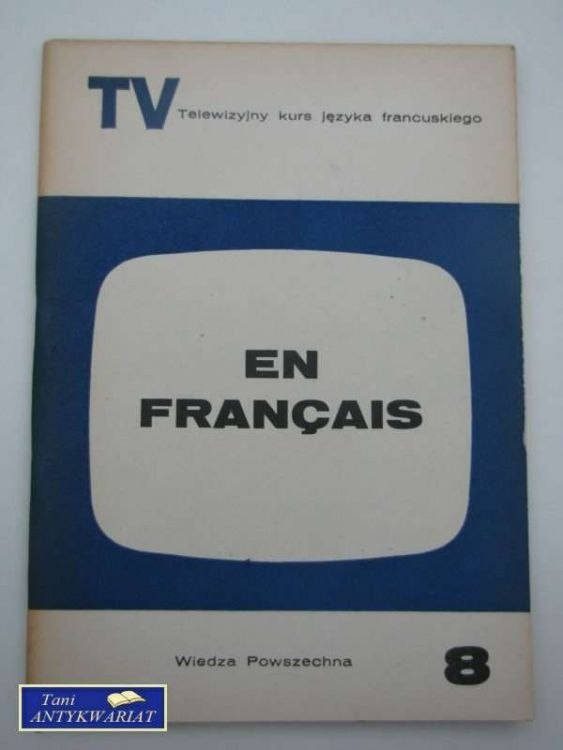 TV Telewizyjny kurs języka francuskiego
EN
FRANÇAIS
Wiedza Powszechna 8
Tani
ANTYKWARIAT